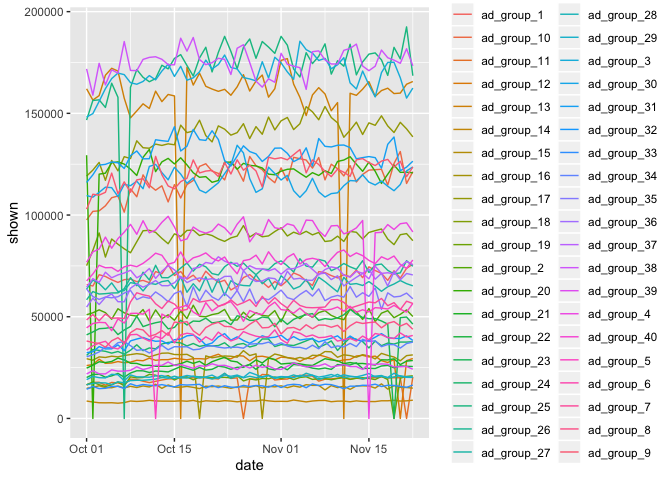 200000
150000
100000
50000
0
shown
Oct 01
Oct 15
Nov 01
Nov 15
date
ad_group_1
ad_group_10
ad_group_11
ad_group_12
ad_group_13
ad_group_14
ad_group_15
ad_group_16
ad_group_17
ad_group_18
ad_group_19
ad_group_2
ad_group_20
ad_group_21
ad_group_22
ad_group_23
ad_group_24
ad_group_25
ad_group_26
ad_group_27
ad_group_28
ad_group_29
ad_group_3
ad_group_30
ad_group_31
ad_group_32
ad_group_33
ad_group_34
ad_group_35
ad_group_36
ad_group_37
ad_group_38
ad_group_39
ad_group_4
ad_group_40
ad_group_5
ad_group_6
ad_group_7
ad_group_8
ad_group_9